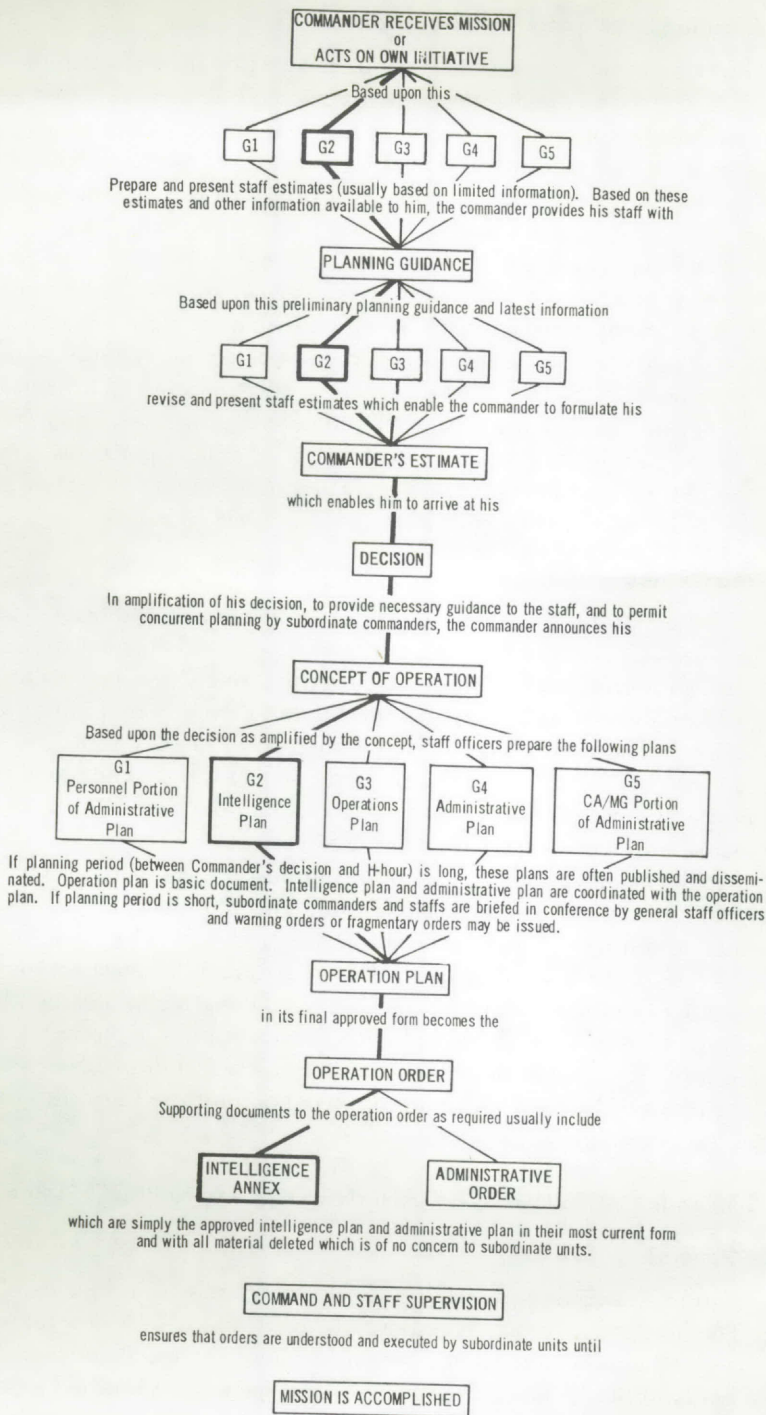 COMMANDER RECEIVES MISSION
or
ACTS ON OWN INITIATIVE
Based upon this
G1 G2 G3 G4 G5
Prepare and present staff estimates (usually based on limited information). Based on these
estimates and other information available to him, the commander provides his staff with
PLANNING GUIDANCE
Based upon this preliminary planning guidance and latest information
G1 G2 G3 G4 G5
revise and present staff estimates which enable the commander to formulate his
COMMANDER'S ESTIMATE
which enables him to arrive at his
DECISION
In amplification of his decision, to provide necessary guidance to the staff, and to permit
concurrent planning by subordinate commanders, the commander announces his
CONCEPT OF OPERATION
Based upon the decision as amplified by the concept, staff officers prepare the following plans
G1
Personnel Portion
of Administrative
Plan
G2
Intelligence
Plan
G3
Operations
Plan
G4
Administrative
Plan
G5
CA/MG Portion
of Administrative
Plan
If planning period (between Commander's decision and H-hour) is long, these plans are often published and dissemi-
nated. Operation plan is basic document. Intelligence plan and administrative plan are coordinated with the operation
plan. If planning period is short, subordinate commanders and staffs are briefed in conference by general staff officers
and warning orders or fragmentary orders may be issued.
OPERATION PLAN
in its final approved form becomes the
OPERATION ORDER
Supporting documents to the operation order as required usually include
INTELLIGENCE
ANNEX
ADMINISTRATIVE
ORDER
which are simply the approved intelligence plan and administrative plan in their most current form
and with all material deleted which is of no concern to subordinate units.
COMMAND AND STAFF SUPERVISION
ensures that orders are understood and executed by subordinate units until
MISSION IS ACCOMPLISHED